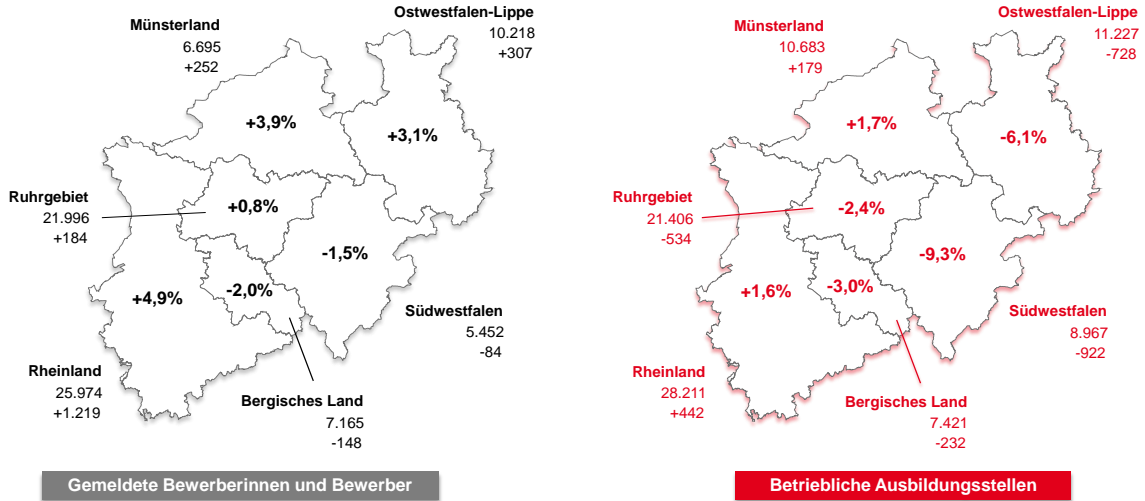 Münsterland
6.695
+252
Ostwestfalen-Lippe
10.218
+307
+3,9%
+3,1%
Ruhrgebiet
21.996
+184
+0,8%
-1,5%
+4,9%
-2,0%
Südwestfalen
5.452
-84
Rheinland
25.974
+1.219
Bergisches Land
7.165
-148
Gemeldete Bewerberinnen und Bewerber
Münsterland
10.683
+179
Ostwestfalen-Lippe
11.227
-728
+1,7%
-6,1%
Ruhrgebiet
21.406
-534
-2,4%
-9,3%
+1,6%
-3,0%
Südwestfalen
8.967
-922
Rheinland
28.211
+442
Bergisches Land
7.421
-232
Betriebliche Ausbildungsstellen